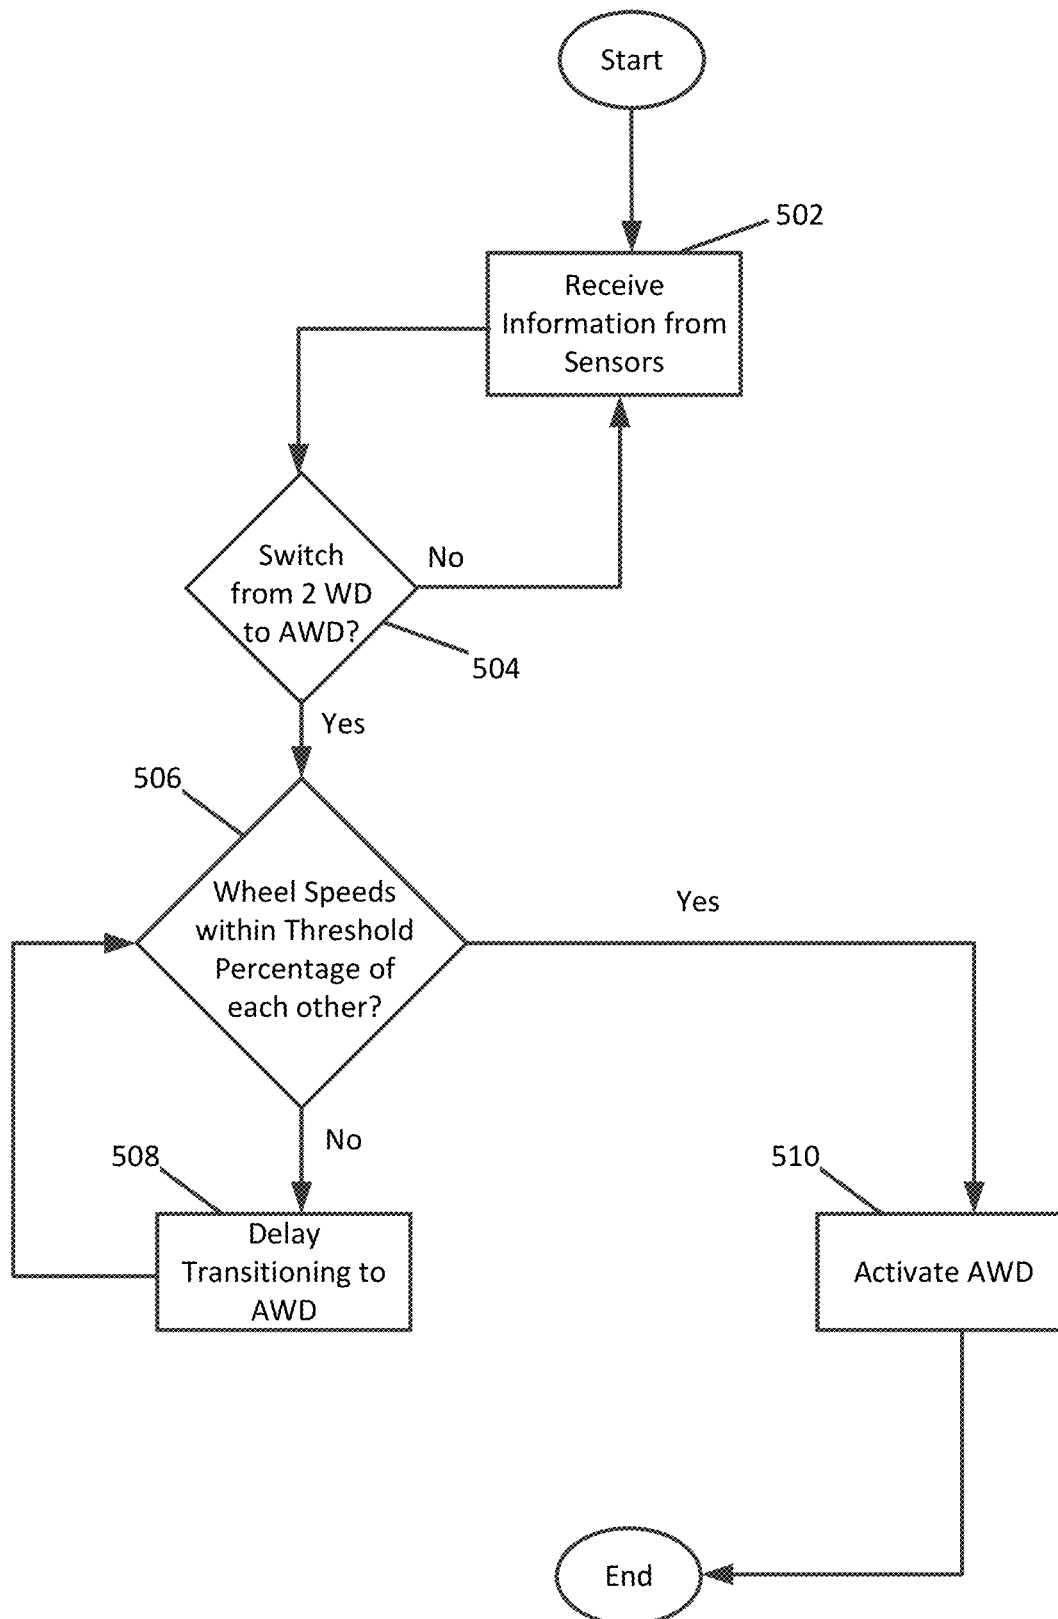 Start
502
Receive
Information from
Sensors
Switch
from 2 WD
to AWD?
No
504
Yes
506
Wheel Speeds
within Threshold
Percentage of
each other?
Yes
No
508
Delay
Transitioning to
AWD
510
Activate AWD
End